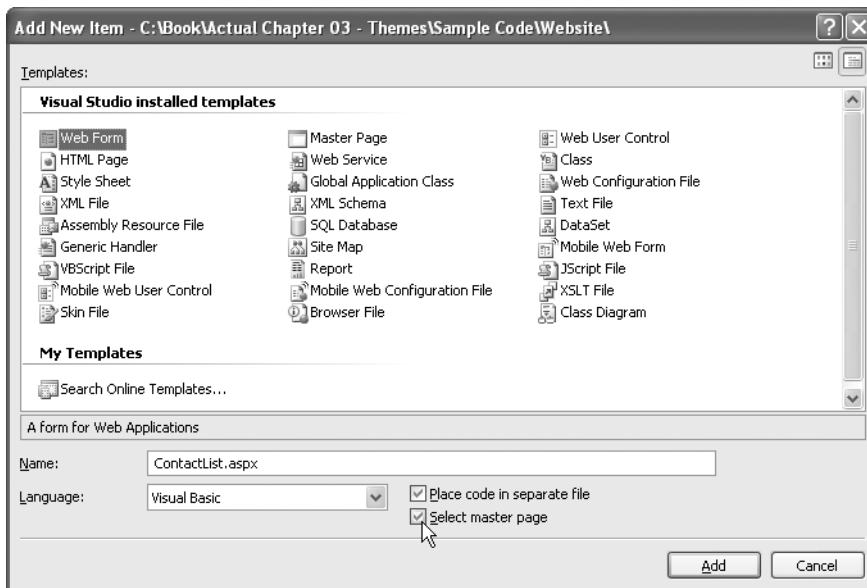 Add New Item - C:\Book\Actual Chapter 03 - Themes\Sample Code\Website\
Templates:
Visual Studio installed templates
Web Form
Master Page
Web User Control
HTML Page
Web Service
Class
Style Sheet
Global Application Class
Web Configuration File
XML File
XML Schema
Text File
Assembly Resource File
SQL Database
DataSet
Generic Handler
Site Map
Mobile Web Form
VBScript File
Report
JScript File
Mobile Web User Control
Mobile Web Configuration File
XSLT File
Skin File
Browser File
Class Diagram
My Templates
Search Online Templates...
A form for Web Applications
Name:
ContactList.aspx
Language:
Visual Basic
Place code in separate file
Select master page
Add
Cancel